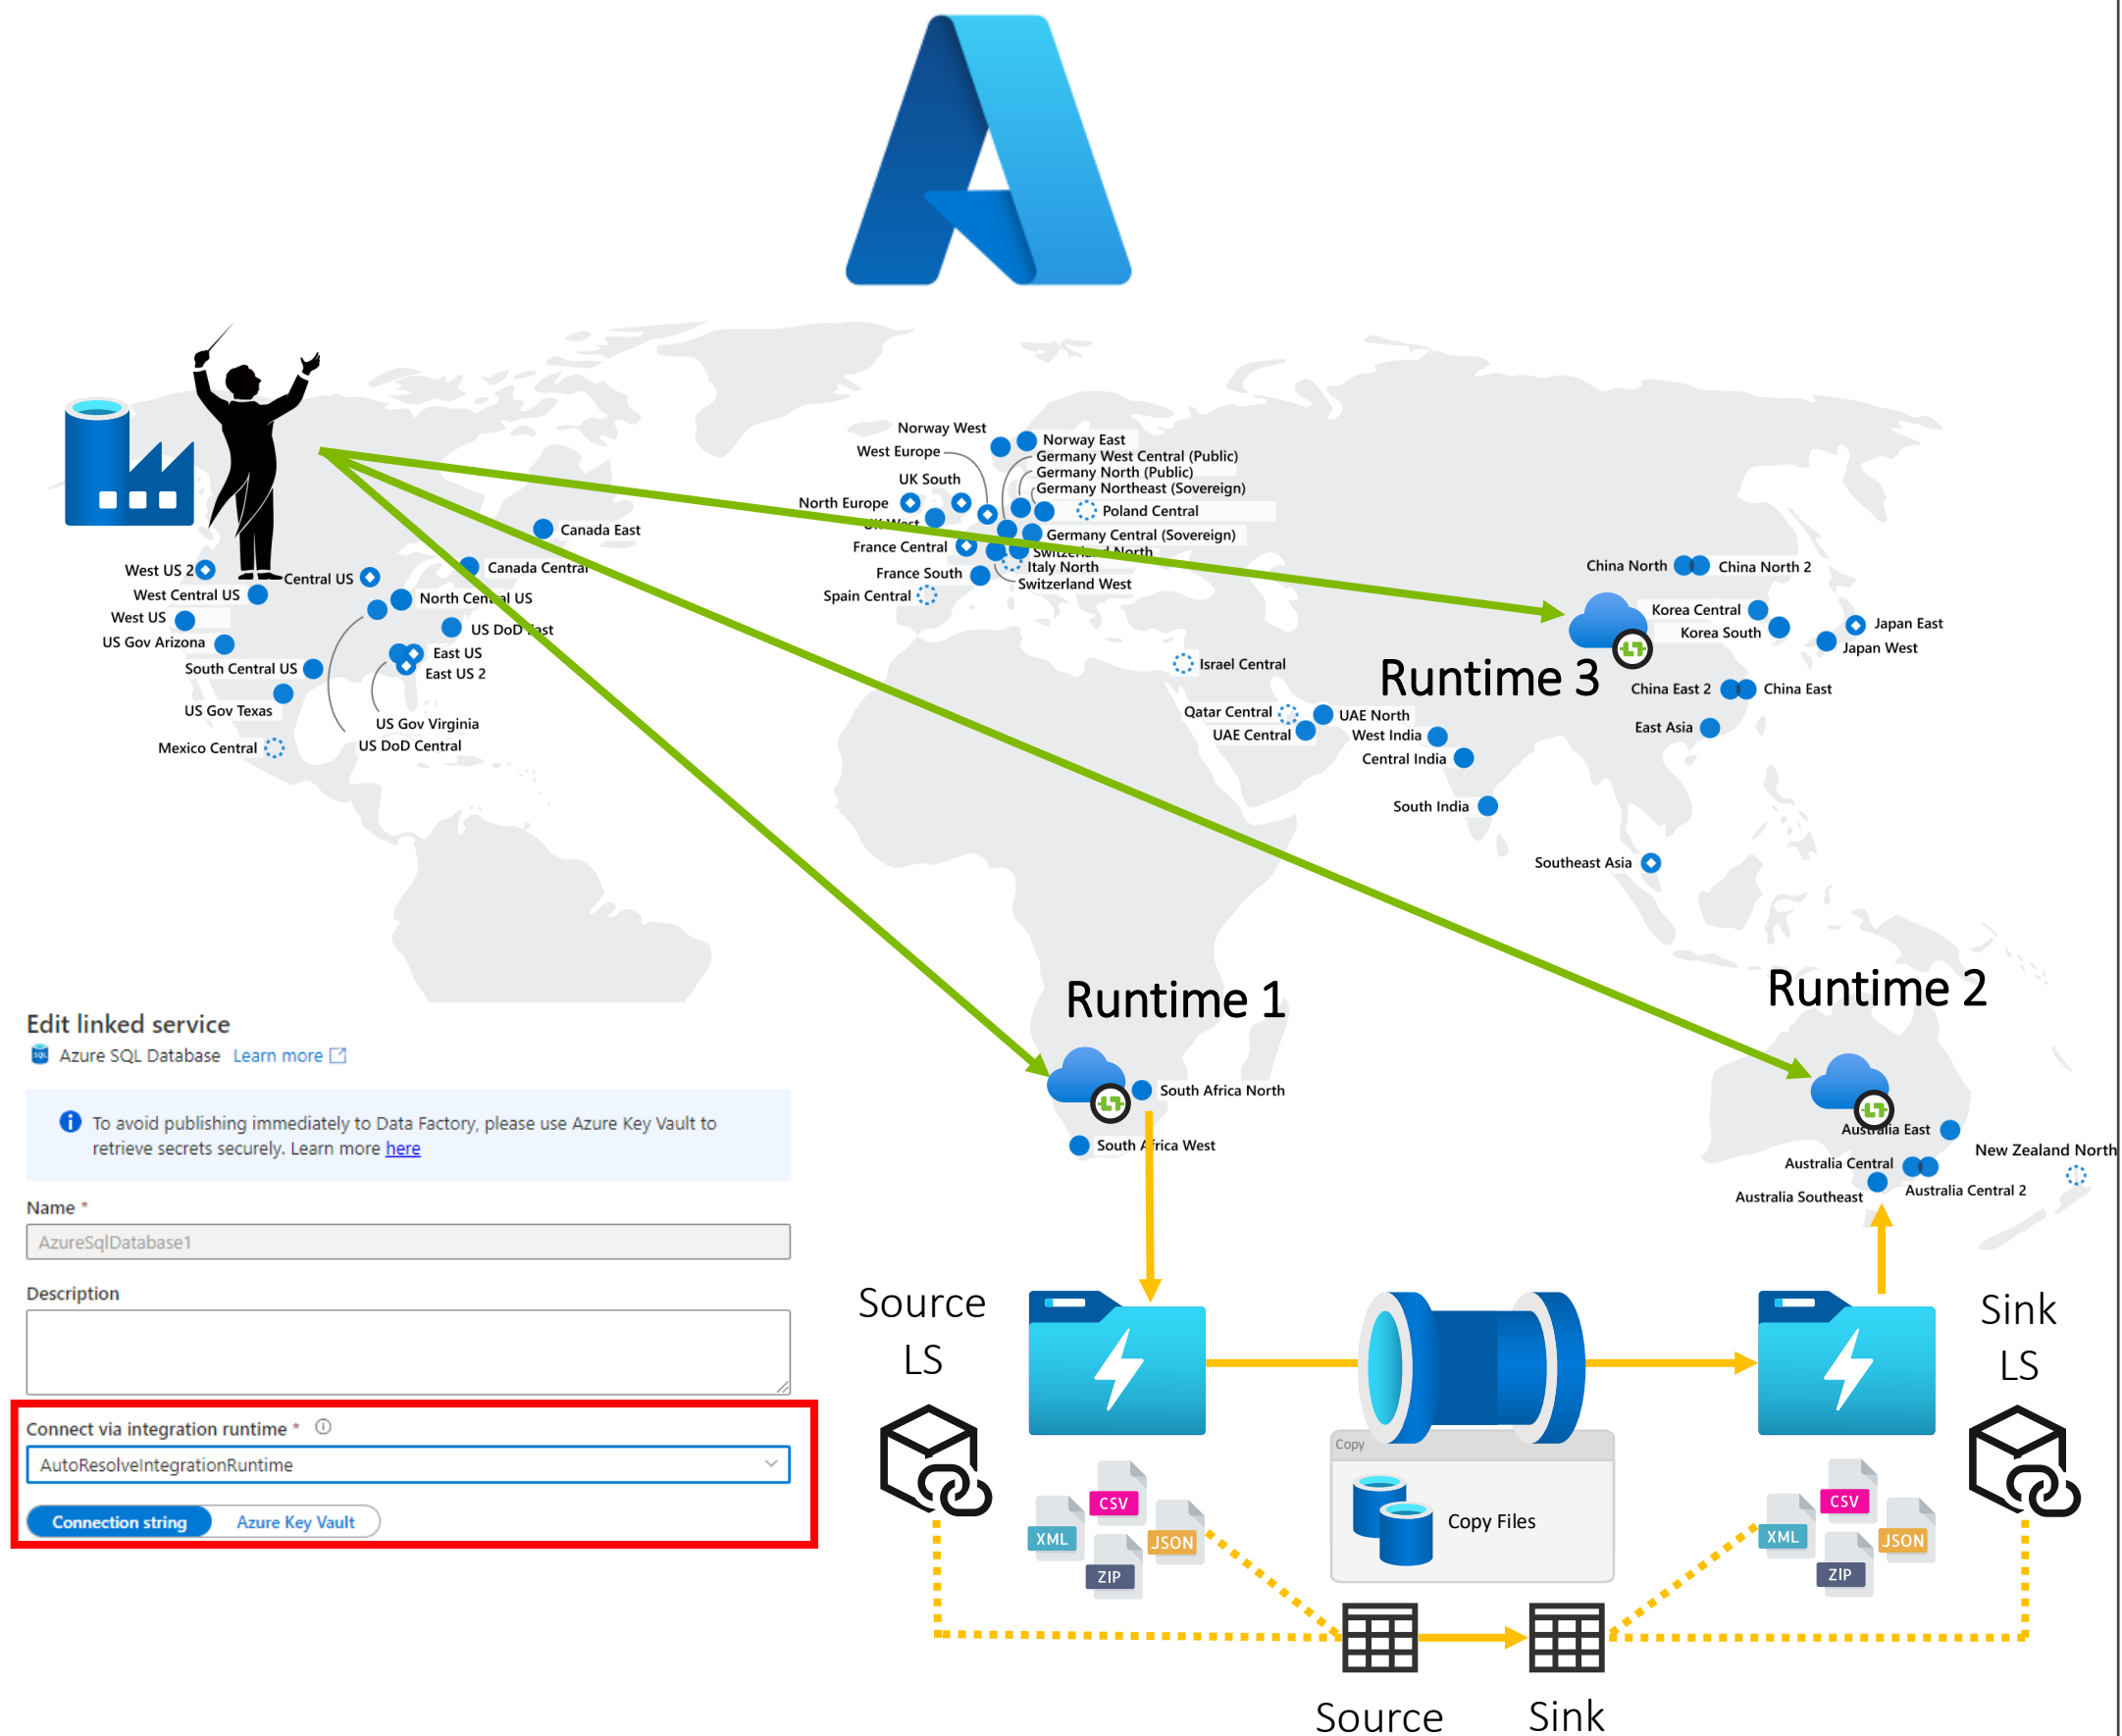 Norway West
Norway East
West Europe
Germany West Central (Public)
Germany North (Public)
UK South
Germany Northeast (Sovereign)
North Europe
Poland Central
UK West
Canada East
Germany Central (Sovereign)
France Central
Switzerland North
Italy North
China North
China North 2
West US 2
Canada Central
Central US
France South
Switzerland West
West Central US
Spain Central
North Central US
Korea Central
West US
Korea South
Japan East
US DoD East
US Gov Arizona
Japan West
East US
South Central US
Israel Central
East US 2
Runtime 3
China East 2
China East
US Gov Texas
Qatar Central
UAE North
US Gov Virginia
UAE Central
West India
East Asia
US DoD Central
Mexico Central
Central India
South India
Southeast Asia
Runtime 1
Runtime 2
Edit linked service
SQL
Azure SQL Database Learn more
South Africa North
To avoid publishing immediately to Data Factory, please use Azure Key Vault to
retrieve secrets securely. Learn more here
South Africa West
Australia East
New Zealand North
Australia Central
Australia Central 2
Australia Southeast
Name *
AzureSqlDatabase1
Description
Source
LS
Sink
LS
Connect via integration runtime *
AutoResolveIntegrationRuntime
Connection string
Azure Key Vault
Copy
Copy Files
CSV
XML
JSON
ZIP
CSV
XML
JSON
ZIP
Source
Sink